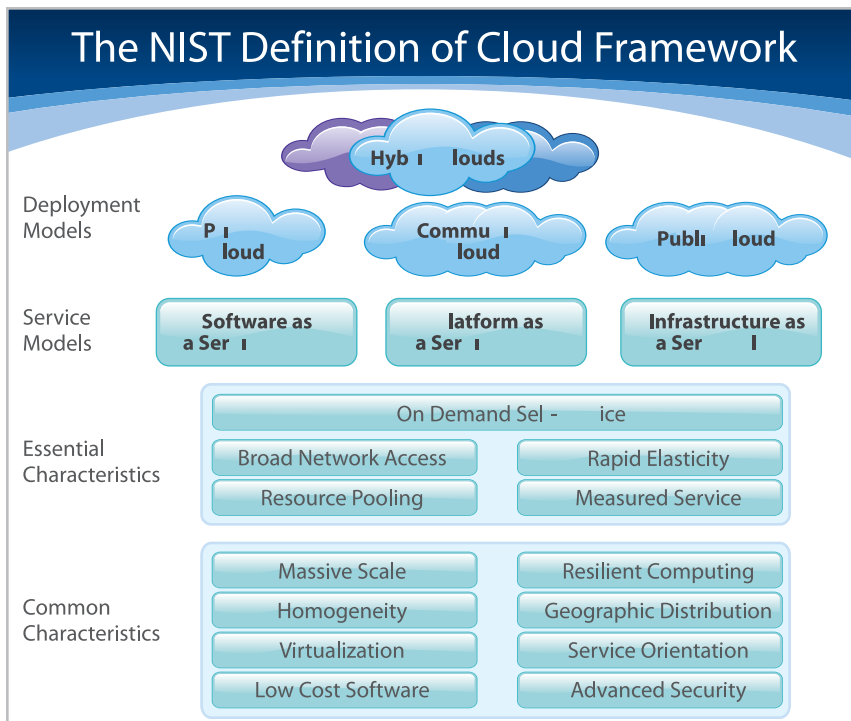 The NIST Definition of Cloud Framework
Hyb ı louds
Deployment
Models
P ı
loud
Commu ı
loud
Publı loud
Service
Models
Software as
a Ser ı
latform as
a Ser ı
Infrastructure as
a Ser l
On Demand Sel - ice
Essential
Characteristics
Broad Network Access
Rapid Elasticity
Resource Pooling
Measured Service
Common
Characteristics
Massive Scale
Resilient Computing
Homogeneity
Geographic Distribution
Virtualization
Service Orientation
Low Cost Software
Advanced Security